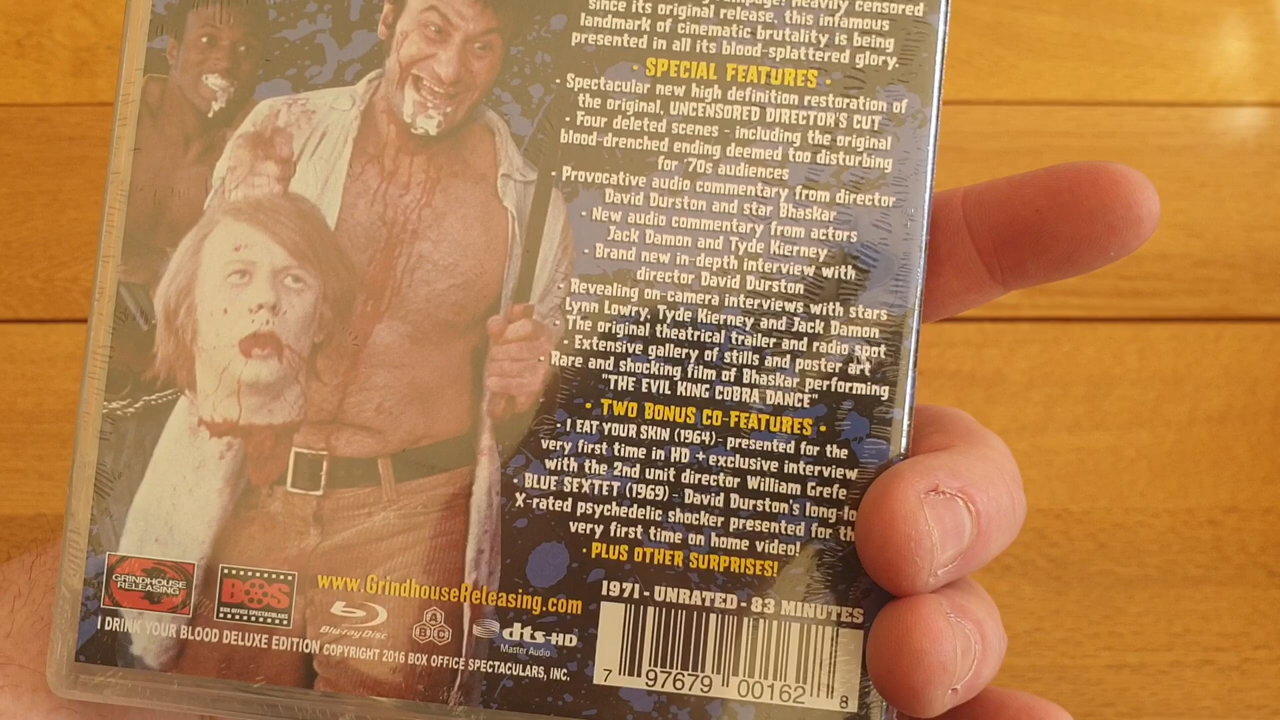 rampage! Heavily censored
since its original release, this infamous
landmark of cinematic brutality is being
presented in all its blood-splattered glory.
· SPECIAL FEATURES ·
· Spectacular new high definition restoration of
the original, UNCENSORED DIRECTOR'S CUT
· Four deleted scenes - including the original
blood-drenched ending deemed too disturbing
for '70s audiences
· Provocative audio commentary from director
David Durston and star Bhaskar
· New audio commentary from actors
Jack Damon and Tyde Kierney
· Brand new in-depth interview with
director David Durston
· Revealing on-camera interviews with stars
Lynn Lowry, Tyde Kierney and Jack Damon
· The original theatrical trailer and radio spot
· Extensive gallery of stills and poster art
· Rare and shocking film of Bhaskar performing
"THE EVIL KING COBRA DANCE"
· TWO BONUS CO-FEATURES ·
· I EAT YOUR SKIN (1964) - presented for the
very first time in HD + exclusive interview
with the 2nd unit director William Grefe
· BLUE SEXTET (1969) - David Durston's long-lo
X-rated psychedelic shocker presented for th
very first time on home video!
· PLUS OTHER SURPRISES!
GRINDHOUSE
RELEASING
BOS
BOX OFFICE SPECTACULARS
www.GrindhouseReleasing.com
Blu-ray Disc
A B C
dts-HD
Master Audio
1971 - UNRATED - 83 MINUTES
I DRINK YOUR BLOOD DELUXE EDITION COPYRIGHT 2016 BOX OFFICE SPECTACULARS, INC.
7 97679 00162 8